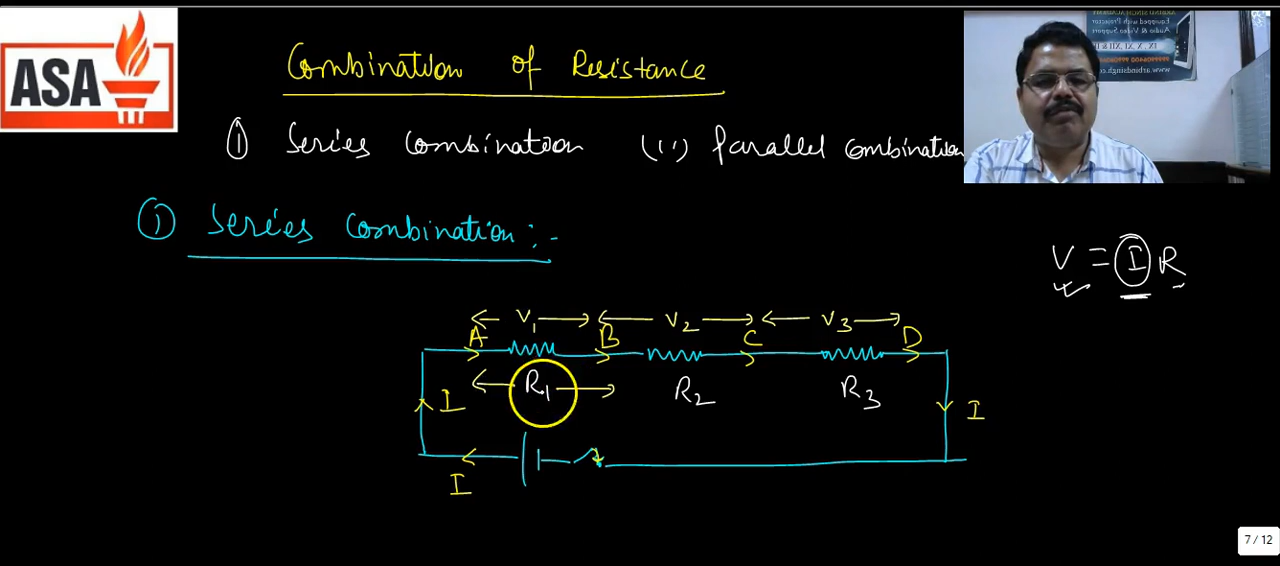 ASA
Combination of Resistance
(i) Series Combination (ii) Parallel Combination
(i) Series Combination :-
V = I R
V1 V2 V3
A B C D
R1 R2 R3
I I
I
7 / 12